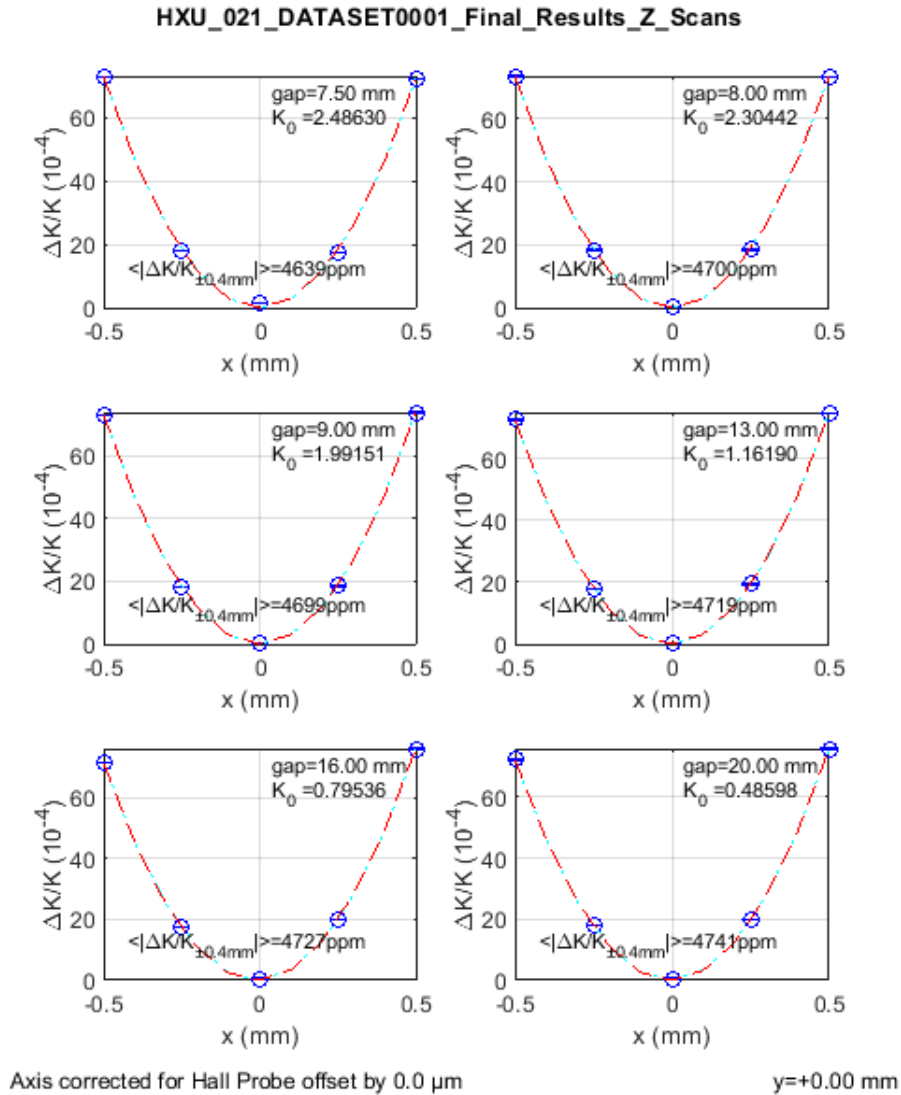 HXU_021_DATASET0001_Final_Results_Z_Scans
gap=7.50 mm
K0 =2.48630
<|ΔK/K±0.4mm|>=4639ppm
ΔK/K (10-4)
60
40
20
0
-0.5
0
0.5
x (mm)
gap=8.00 mm
K0 =2.30442
<|ΔK/K±0.4mm|>=4700ppm
ΔK/K (10-4)
60
40
20
0
-0.5
0
0.5
x (mm)
gap=9.00 mm
K0 =1.99151
<|ΔK/K±0.4mm|>=4699ppm
ΔK/K (10-4)
60
40
20
0
-0.5
0
0.5
x (mm)
gap=13.00 mm
K0 =1.16190
<|ΔK/K±0.4mm|>=4719ppm
ΔK/K (10-4)
60
40
20
0
-0.5
0
0.5
x (mm)
gap=16.00 mm
K0 =0.79536
<|ΔK/K±0.4mm|>=4727ppm
ΔK/K (10-4)
60
40
20
0
-0.5
0
0.5
x (mm)
gap=20.00 mm
K0 =0.48598
<|ΔK/K±0.4mm|>=4741ppm
ΔK/K (10-4)
60
40
20
0
-0.5
0
0.5
x (mm)
Axis corrected for Hall Probe offset by 0.0 μm
y=+0.00 mm